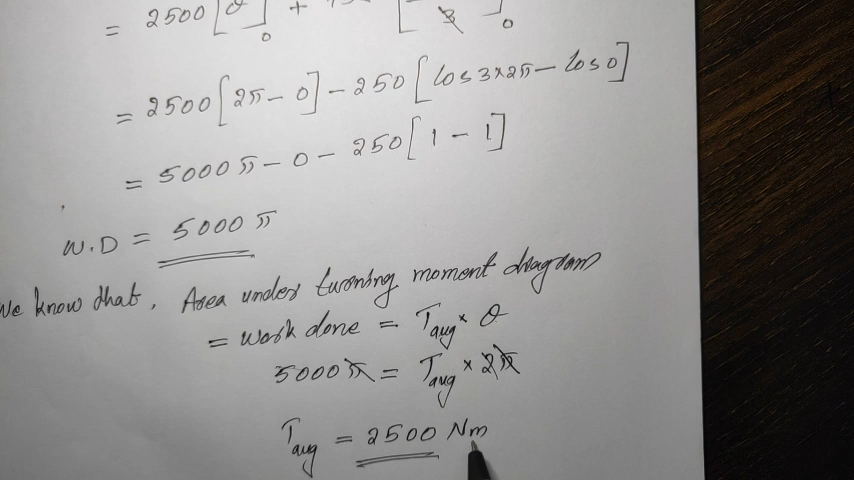 = 2500 [θ]₀ + [ 3 ]₀
= 2500 [2π - 0] - 250 [Cos 3×2π - Cos 0]
= 5000 π - 0 - 250 [1 - 1]
W.D = 5000 π
We know that, Area under turning moment diagram
= Work done = Tavg × θ
5000 π = Tavg × 2π
Tavg = 2500 Nm